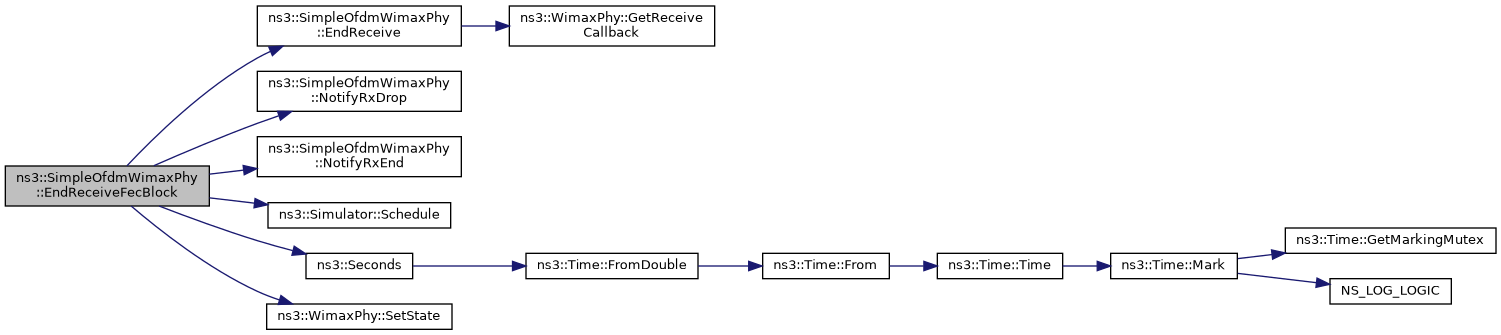 ns3::SimpleOfdmWimaxPhy
::EndReceiveFecBlock
ns3::SimpleOfdmWimaxPhy
::EndReceive
ns3::WimaxPhy::GetReceive
Callback
ns3::SimpleOfdmWimaxPhy
::NotifyRxDrop
ns3::SimpleOfdmWimaxPhy
::NotifyRxEnd
ns3::Simulator::Schedule
ns3::Seconds
ns3::Time::FromDouble
ns3::Time::From
ns3::Time::Time
ns3::Time::Mark
ns3::Time::GetMarkingMutex
NS_LOG_LOGIC
ns3::WimaxPhy::SetState